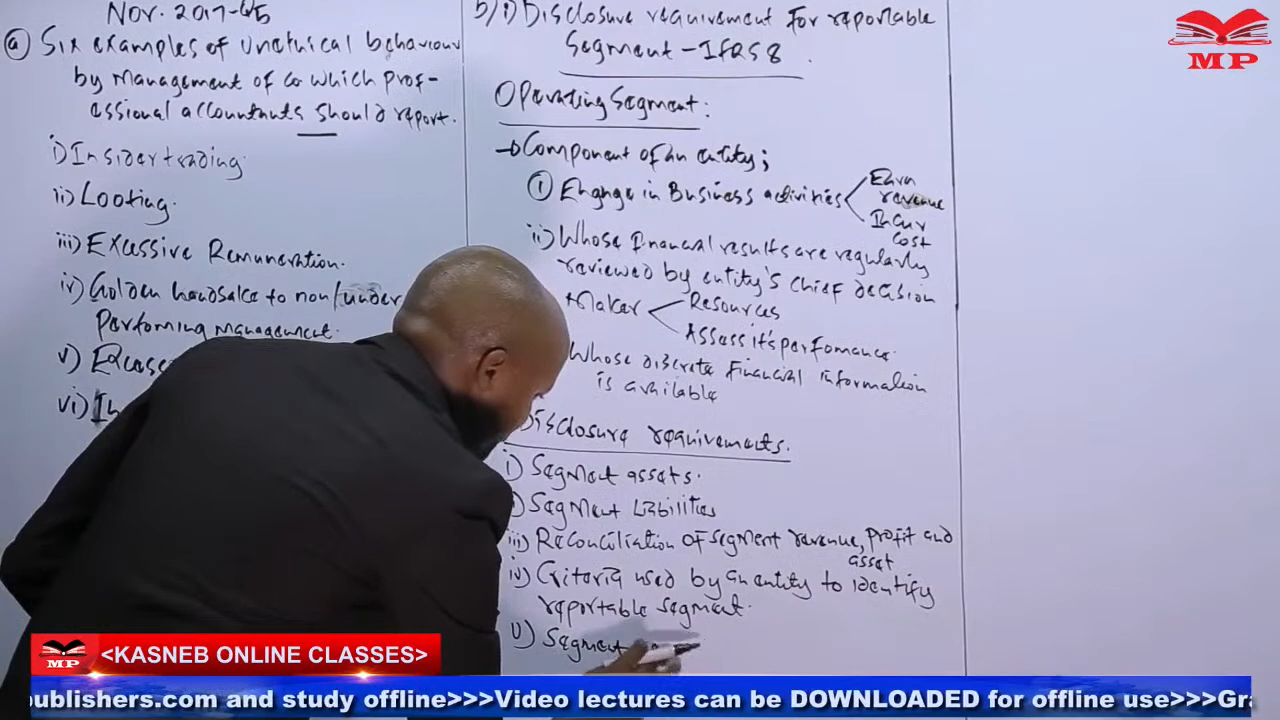 Nov. 2017-Q5
a) Six examples of unethical behaviour
by management of co which prof-
essional accountants should report.
i) Insider trading
ii) Looting.
iii) Excessive Remuneration.
iv) Golden handsake to non/under
performing management.
v)
vi)
b/i) Disclosure requirement for reportable
Segment - IFRS 8.
Operating Segment:
→ Component of an entity;
① Engage in Business activities
Earn
revenue
Incur
cost
ii) Whose financial results are regularly
reviewed by entity's chief decision
Maker
Resources
Assess it's perfomance.
Whose discrete financial information
is available
Disclosure requirements.
i) Segment assets.
) Segment Liabilities
iii) Reconciliation of segment revenue, profit and
asset
iv) Criteria used by an entity to identify
reportable segment.
v) Segment
MP
MP
<KASNEB ONLINE CLASSES>
publishers.com and study offline>>>Video lectures can be DOWNLOADED for offline use>>>Gra